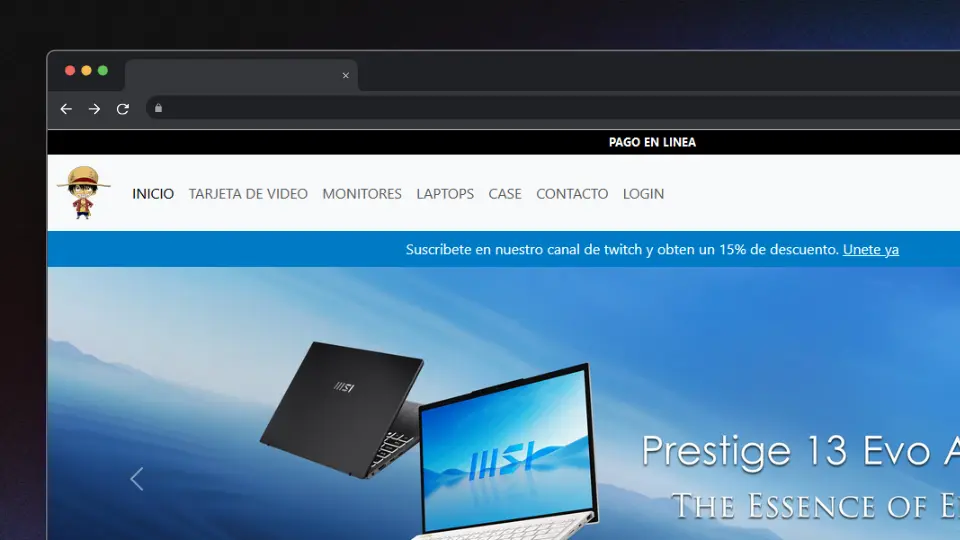 PAGO EN LINEA
INICIO TARJETA DE VIDEO MONITORES LAPTOPS CASE CONTACTO LOGIN
Suscribete en nuestro canal de twitch y obten un 15% de descuento. Unete ya
msi
msi
Prestige 13 Evo A
The Essence of E